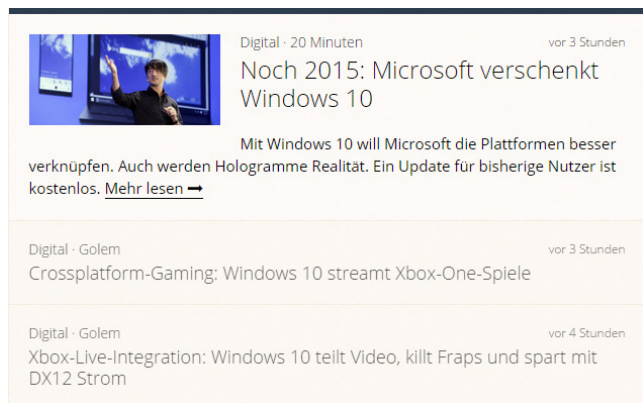 Digital · 20 Minuten
vor 3 Stunden
Noch 2015: Microsoft verschenkt
Windows 10
Mit Windows 10 will Microsoft die Plattformen besser
verknüpfen. Auch werden Hologramme Realität. Ein Update für bisherige Nutzer ist
kostenlos. Mehr lesen ➞
Digital · Golem
vor 3 Stunden
Crossplatform-Gaming: Windows 10 streamt Xbox-One-Spiele
Digital · Golem
vor 4 Stunden
Xbox-Live-Integration: Windows 10 teilt Video, killt Fraps und spart mit
DX12 Strom